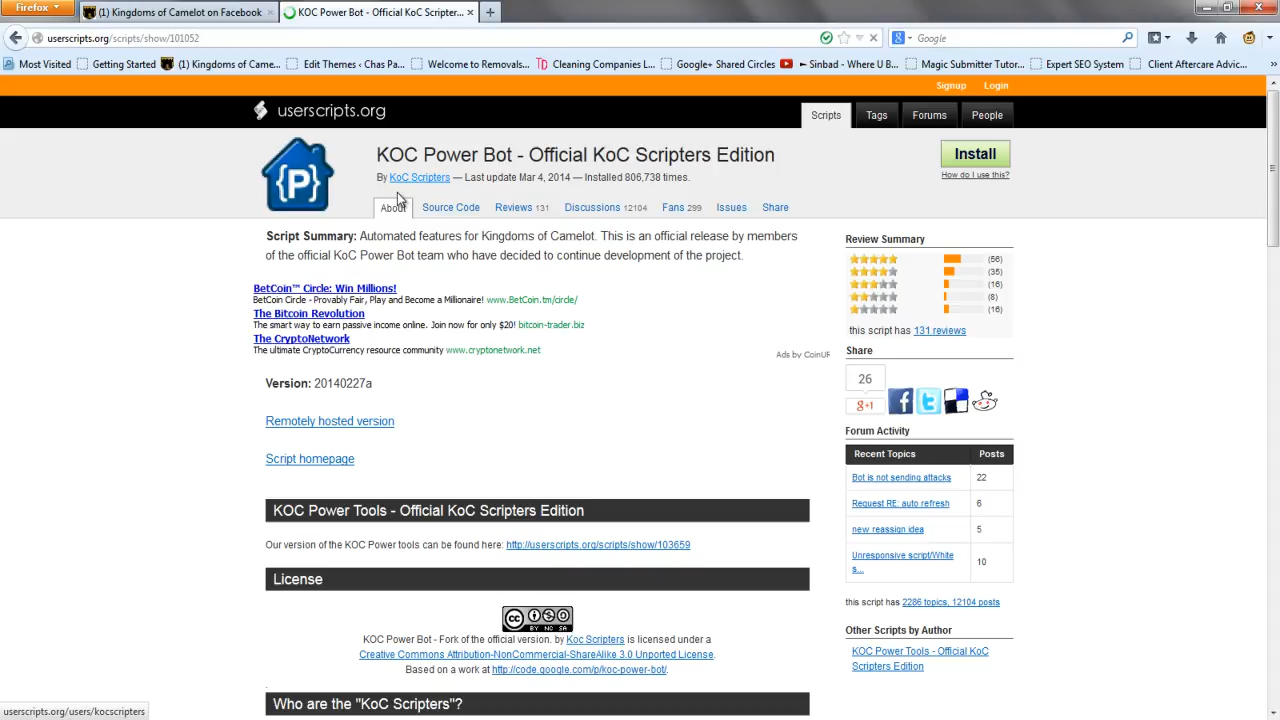 Firefox
(1) Kingdoms of Camelot on Facebook
KOC Power Bot - Official KoC Scripter...
userscripts.org/scripts/show/101052
Google
Most Visited
Getting Started
(1) Kingdoms of Came...
Edit Themes ‹ Chas Pa...
Welcome to Removals...
Cleaning Companies L...
Google+ Shared Circles
► Sinbad - Where U B...
Magic Submitter Tutor...
Expert SEO System
Client Aftercare Advic...
Signup
Login
userscripts.org
Scripts
Tags
Forums
People
{P}
KOC Power Bot - Official KoC Scripters Edition
By KoC Scripters — Last update Mar 4, 2014 — Installed 806,738 times.
Install
How do I use this?
About
Source Code
Reviews 131
Discussions 12104
Fans 299
Issues
Share
Script Summary: Automated features for Kingdoms of Camelot. This is an official release by members
of the official KoC Power Bot team who have decided to continue development of the project.
BetCoin™ Circle: Win Millions!
BetCoin Circle - Provably Fair, Play and Become a Millionaire! www.BetCoin.tm/circle/
The Bitcoin Revolution
The smart way to earn passive income online. Join now for only $20! bitcoin-trader.biz
The CryptoNetwork
The ultimate CryptoCurrency resource community www.cryptonetwork.net
Ads by CoinUR
Version: 20140227a
Remotely hosted version
Script homepage
KOC Power Tools - Official KoC Scripters Edition
Our version of the KOC Power tools can be found here: http://userscripts.org/scripts/show/103659
License
cc
BY NC SA
KOC Power Bot - Fork of the official version. by Koc Scripters is licensed under a
Creative Commons Attribution-NonCommercial-ShareAlike 3.0 Unported License.
Based on a work at http://code.google.com/p/koc-power-bot/.
.
Who are the "KoC Scripters"?
Review Summary
(56)
(35)
(16)
(8)
(16)
this script has 131 reviews
Share
26
g+1
Forum Activity
Recent Topics
Posts
Bot is not sending attacks
22
Request RE: auto refresh
6
new reassign idea
5
Unresponsive script/White
s...
10
this script has 2286 topics, 12104 posts
Other Scripts by Author
KOC Power Tools - Official KoC
Scripters Edition
userscripts.org/users/kocscripters